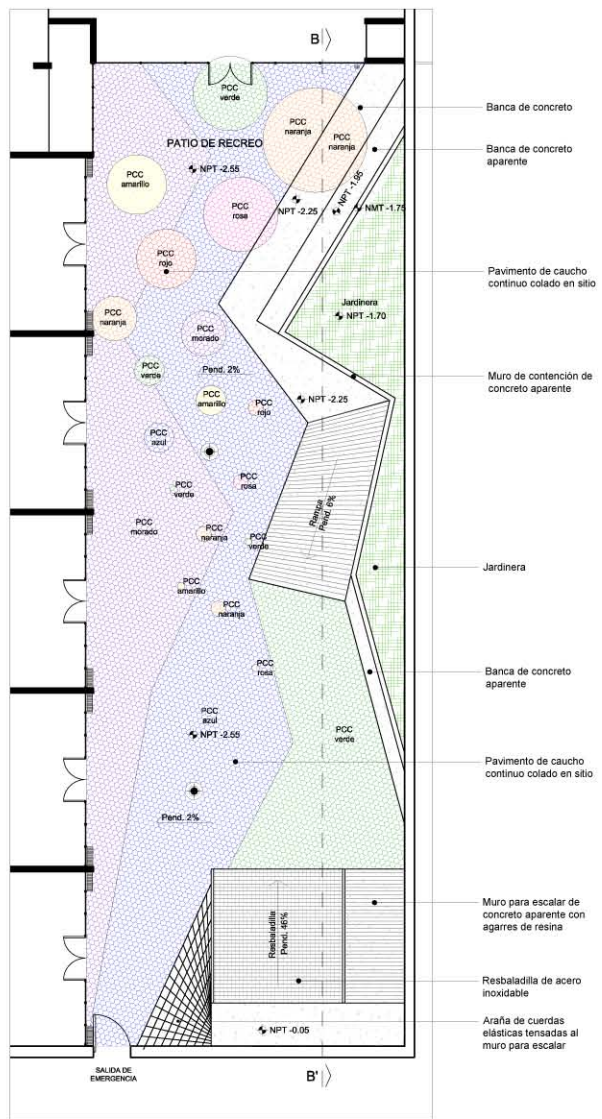 B
PCC
verde
PCC
naranja
PCC
naranja
Banca de concreto
PATIO DE RECREO
Banca de concreto
aparente
NPT -2.55
PCC
amarillo
NPT -1.95
NPT -2.25
NMT -1.75
PCC
rosa
PCC
rojo
Pavimento de caucho
continuo colado en sitio
Jardinera
NPT -1.70
PCC
naranja
PCC
morado
PCC
verde
Pend. 2%
Muro de contención de
concreto aparente
PCC
amarillo
PCC
rojo
NPT -2.25
PCC
azul
PCC
rosa
PCC
verde
Rampa
Pend. 6%
PCC
morado
PCC
naranja
PCC
verde
Jardinera
PCC
amarillo
PCC
naranja
PCC
rosa
Banca de concreto
aparente
PCC
azul
NPT -2.55
PCC
verde
Pavimento de caucho
continuo colado en sitio
Pend. 2%
Resbaladilla
Pend. 46%
Muro para escalar de
concreto aparente con
agarres de resina
Resbaladilla de acero
inoxidable
NPT -0.05
Araña de cuerdas
elásticas tensadas al
muro para escalar
SALIDA DE
EMERGENCIA
B'